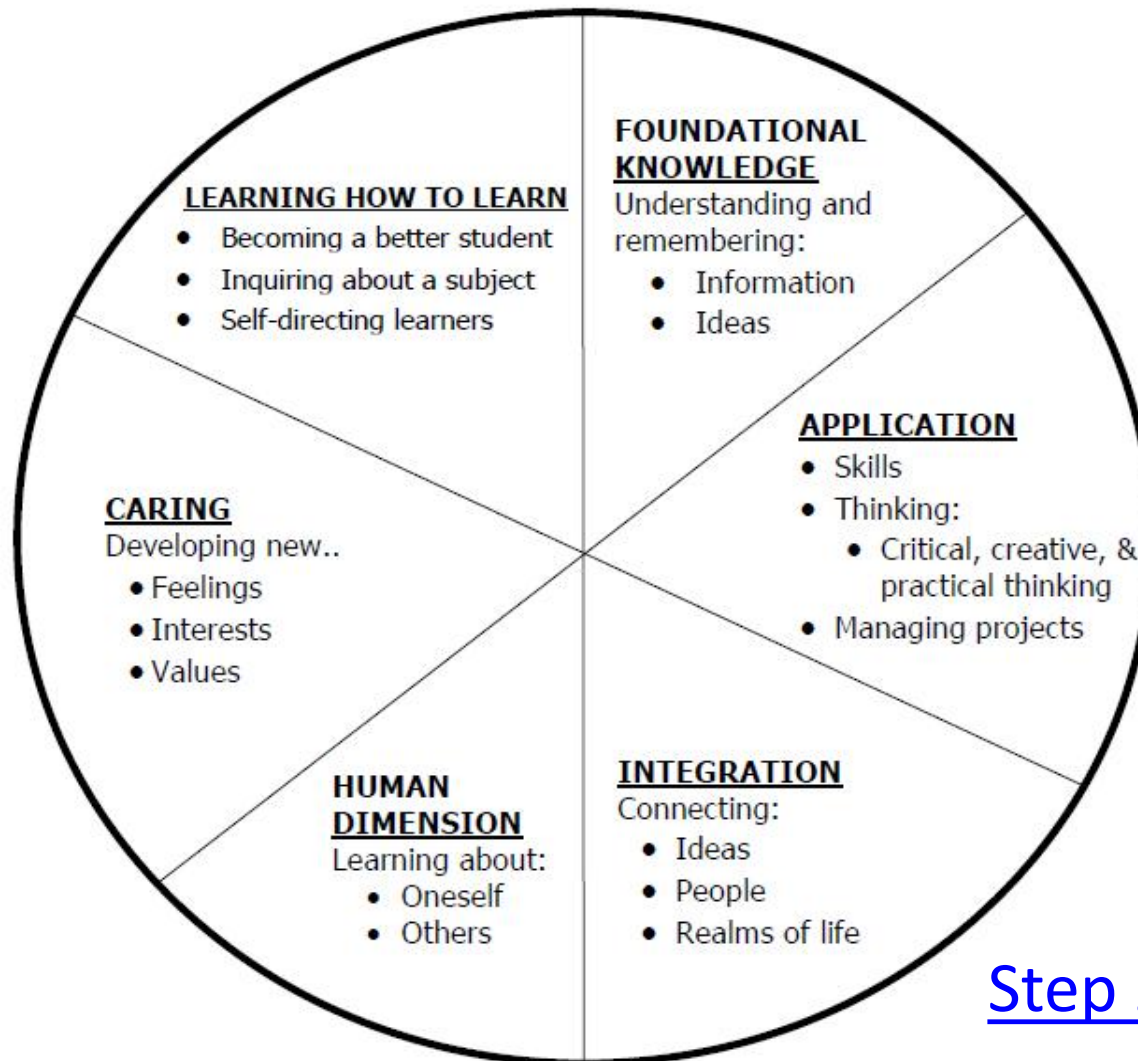 FOUNDATIONAL
KNOWLEDGE
Understanding and
remembering:
• Information
• Ideas
APPLICATION
• Skills
• Thinking:
• Critical, creative, &
practical thinking
• Managing projects
INTEGRATION
Connecting:
• Ideas
• People
• Realms of life
HUMAN
DIMENSION
Learning about:
• Oneself
• Others
CARING
Developing new..
• Feelings
• Interests
• Values
LEARNING HOW TO LEARN
• Becoming a better student
• Inquiring about a subject
• Self-directing learners
Step